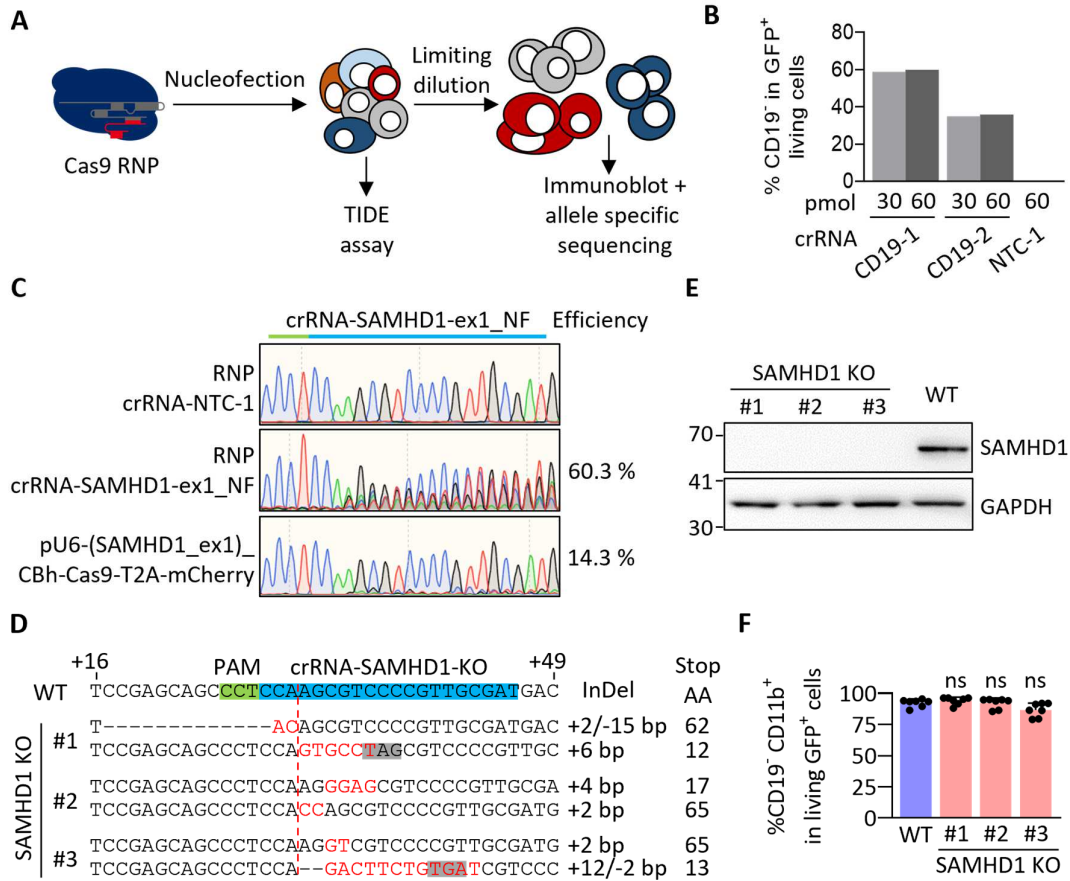 A
Nucleofection
Limiting
dilution
Cas9 RNP
TIDE
assay
Immunoblot +
allele specific
sequencing
B
% CD19⁻ in GFP⁺
living cells
80
60
40
20
0
pmol 30 60 30 60 60
crRNA CD19-1 CD19-2 NTC-1
C
crRNA-SAMHD1-ex1_NF Efficiency
RNP
crRNA-NTC-1
RNP
crRNA-SAMHD1-ex1_NF
60.3 %
pU6-(SAMHD1_ex1)_
CBh-Cas9-T2A-mCherry
14.3 %
E
SAMHD1 KO
#1 #2 #3 WT
70
SAMHD1
41
GAPDH
30
D
+16 PAM crRNA-SAMHD1-KO +49 Stop
WT TCCGAGCAGCCCTCCAAGCGTCCCCGTTGCGATGAC InDel AA
SAMHD1 KO
#1 T-----------ACAGCGTCCCCGTTGCGATGAC +2/-15 bp 62
TCCGAGCAGCCCTCCAGTGCCTAGCGTCCCCGTTGC +6 bp 12
#2 TCCGAGCAGCCCTCCAAGGGAGCGTCCCCGTTGCGA +4 bp 17
TCCGAGCAGCCCTCCACCAGCGTCCCCGTTGCGATG +2 bp 65
#3 TCCGAGCAGCCCTCCAAGGTCGTCCCCGTTGCGATG +2 bp 65
TCCGAGCAGCCCTCCA--GACTTCTGTGATCGTCCC +12/-2 bp 13
F
%CD19⁻ CD11b⁺
in living GFP⁺ cells
ns ns ns
100
75
50
25
0
WT #1 #2 #3
SAMHD1 KO